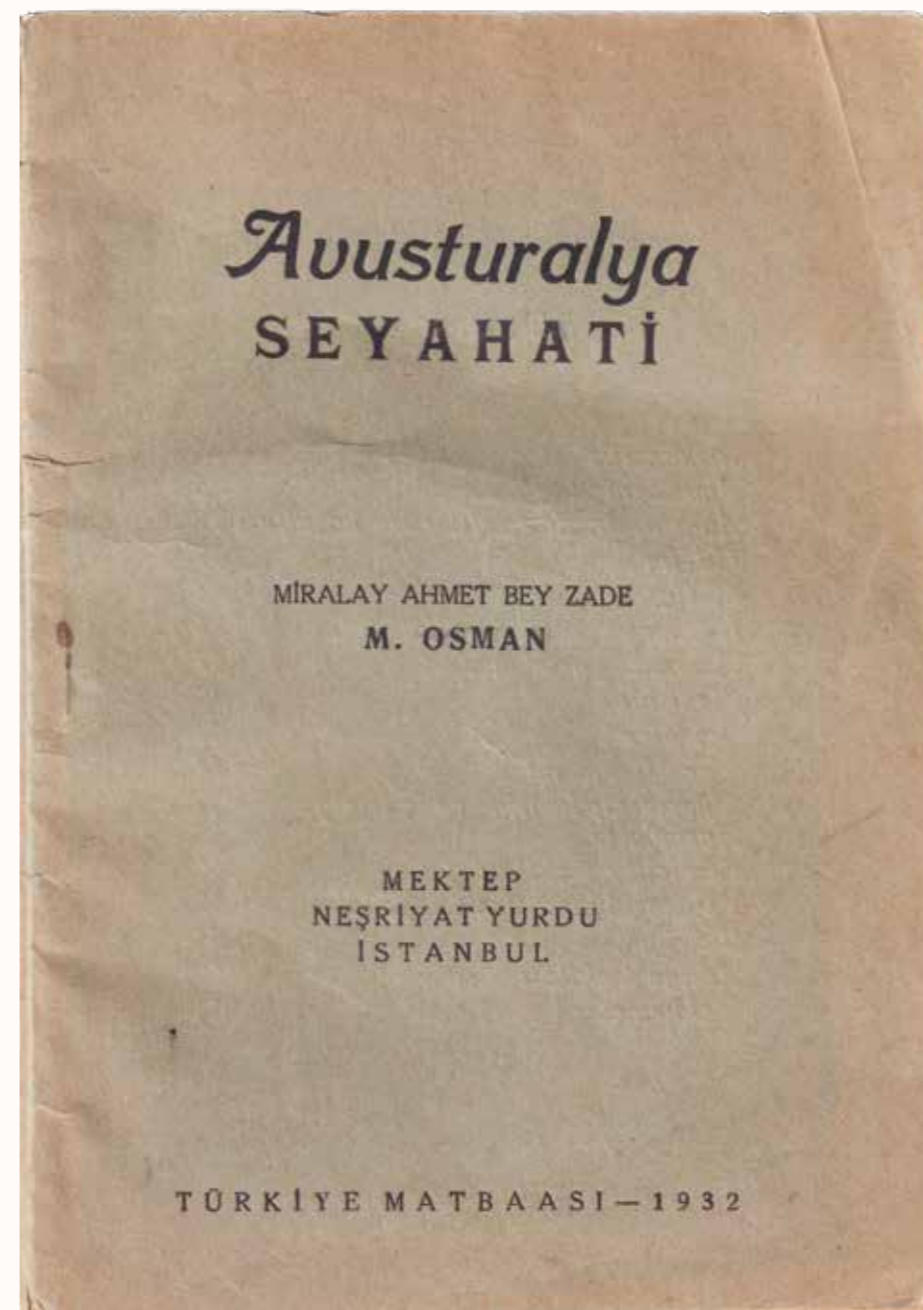 Avusturalya
SEYAHATİ
MİRALAY AHMET BEY ZADE
M. OSMAN
MEKTEP
NEŞRİYAT YURDU
İSTANBUL
TÜRKİYE MATBAASI — 1932